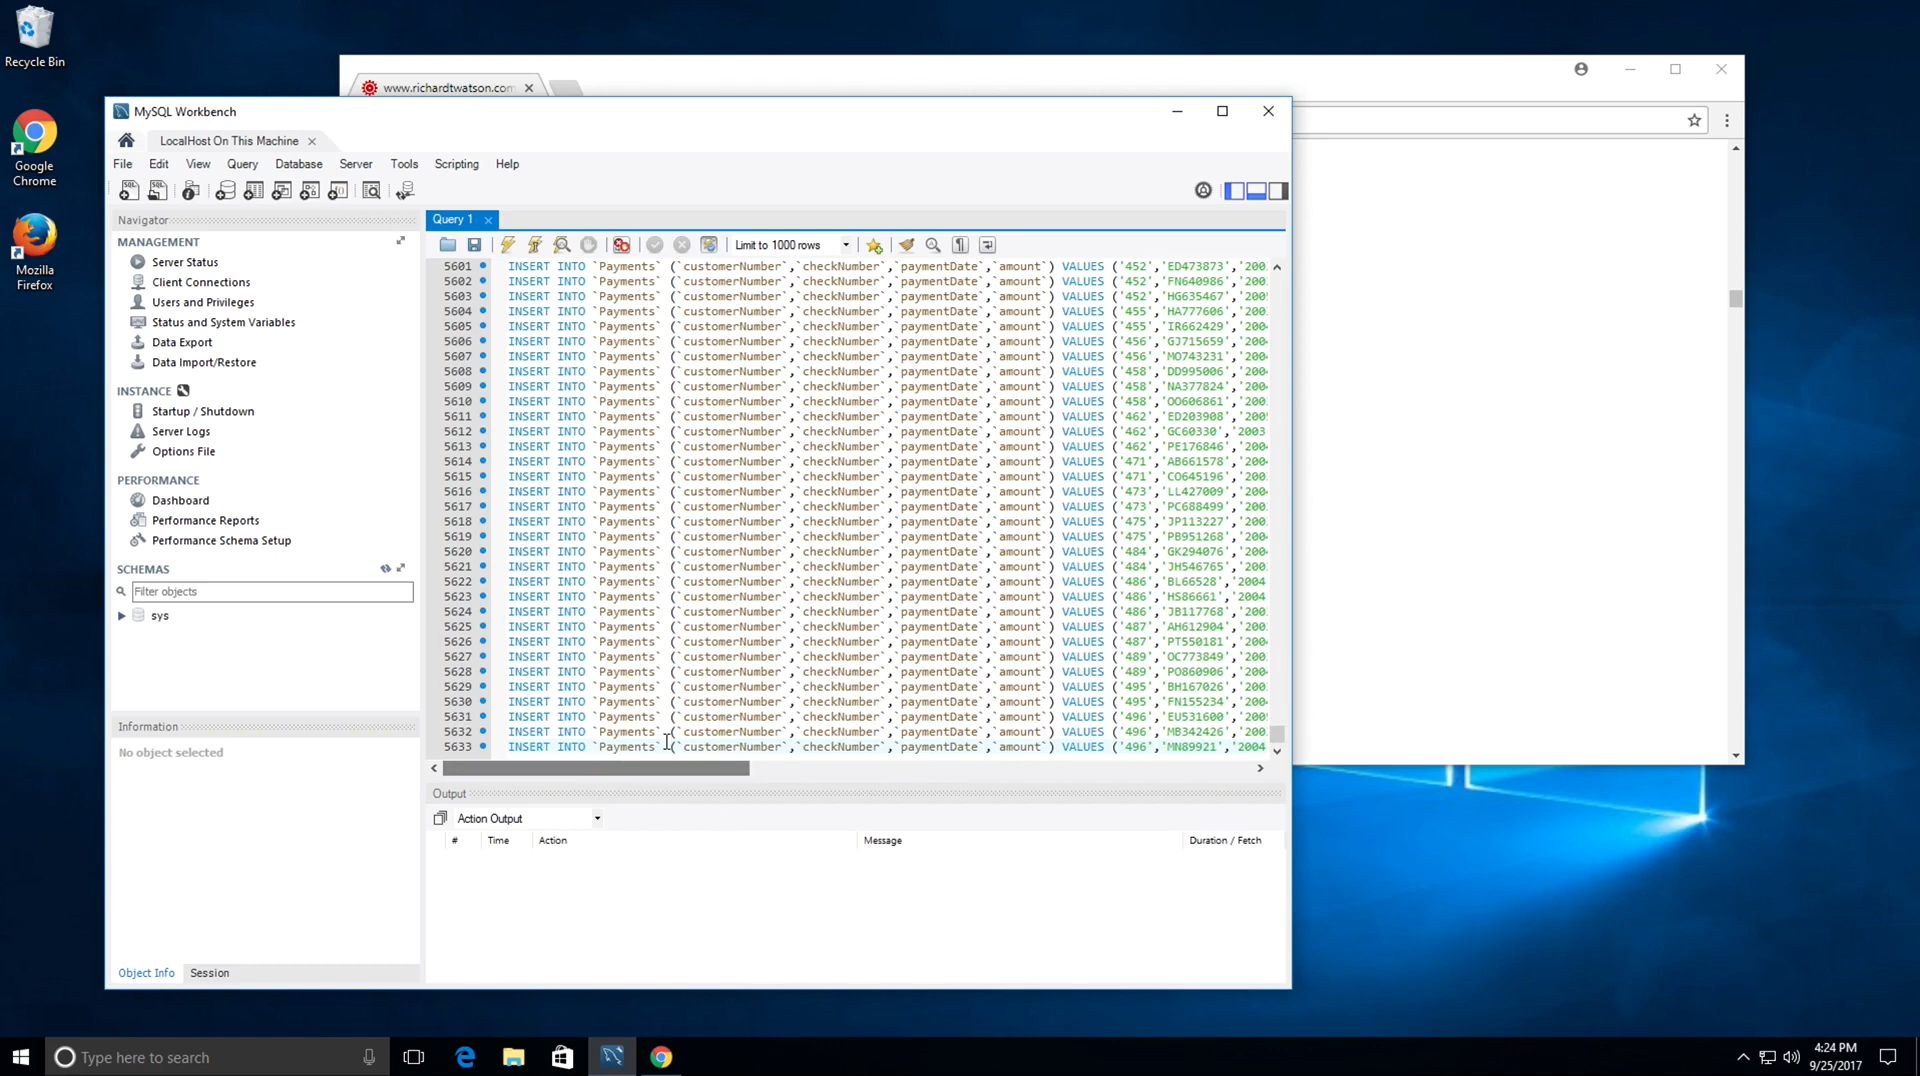 Recycle Bin
Google
Chrome
Mozilla
Firefox
www.richardtwatson.com
MySQL Workbench
LocalHost On This Machine
File Edit View Query Database Server Tools Scripting Help
Navigator
MANAGEMENT
Server Status
Client Connections
Users and Privileges
Status and System Variables
Data Export
Data Import/Restore
INSTANCE
Startup / Shutdown
Server Logs
Options File
PERFORMANCE
Dashboard
Performance Reports
Performance Schema Setup
SCHEMAS
Filter objects
sys
Information
No object selected
Object Info Session
Query 1
Limit to 1000 rows
5601 INSERT INTO `Payments` (`customerNumber`,`checkNumber`,`paymentDate`,`amount`) VALUES ('452','ED473873','200
5602 INSERT INTO `Payments` (`customerNumber`,`checkNumber`,`paymentDate`,`amount`) VALUES ('452','FN640986','200
5603 INSERT INTO `Payments` (`customerNumber`,`checkNumber`,`paymentDate`,`amount`) VALUES ('452','HG635467','200
5604 INSERT INTO `Payments` (`customerNumber`,`checkNumber`,`paymentDate`,`amount`) VALUES ('455','HA777606','200
5605 INSERT INTO `Payments` (`customerNumber`,`checkNumber`,`paymentDate`,`amount`) VALUES ('455','IR662429','200
5606 INSERT INTO `Payments` (`customerNumber`,`checkNumber`,`paymentDate`,`amount`) VALUES ('456','GJ715659','200
5607 INSERT INTO `Payments` (`customerNumber`,`checkNumber`,`paymentDate`,`amount`) VALUES ('456','MO743231','200
5608 INSERT INTO `Payments` (`customerNumber`,`checkNumber`,`paymentDate`,`amount`) VALUES ('458','DD995006','200
5609 INSERT INTO `Payments` (`customerNumber`,`checkNumber`,`paymentDate`,`amount`) VALUES ('458','NA377824','200
5610 INSERT INTO `Payments` (`customerNumber`,`checkNumber`,`paymentDate`,`amount`) VALUES ('458','OO606861','200
5611 INSERT INTO `Payments` (`customerNumber`,`checkNumber`,`paymentDate`,`amount`) VALUES ('462','ED203908','200
5612 INSERT INTO `Payments` (`customerNumber`,`checkNumber`,`paymentDate`,`amount`) VALUES ('462','GC60330','2003
5613 INSERT INTO `Payments` (`customerNumber`,`checkNumber`,`paymentDate`,`amount`) VALUES ('462','PE176846','200
5614 INSERT INTO `Payments` (`customerNumber`,`checkNumber`,`paymentDate`,`amount`) VALUES ('471','AB661578','200
5615 INSERT INTO `Payments` (`customerNumber`,`checkNumber`,`paymentDate`,`amount`) VALUES ('471','CO645196','200
5616 INSERT INTO `Payments` (`customerNumber`,`checkNumber`,`paymentDate`,`amount`) VALUES ('473','LL427009','200
5617 INSERT INTO `Payments` (`customerNumber`,`checkNumber`,`paymentDate`,`amount`) VALUES ('473','PC688499','200
5618 INSERT INTO `Payments` (`customerNumber`,`checkNumber`,`paymentDate`,`amount`) VALUES ('475','JP113227','200
5619 INSERT INTO `Payments` (`customerNumber`,`checkNumber`,`paymentDate`,`amount`) VALUES ('475','PB951268','200
5620 INSERT INTO `Payments` (`customerNumber`,`checkNumber`,`paymentDate`,`amount`) VALUES ('484','GK294076','200
5621 INSERT INTO `Payments` (`customerNumber`,`checkNumber`,`paymentDate`,`amount`) VALUES ('484','JH546765','200
5622 INSERT INTO `Payments` (`customerNumber`,`checkNumber`,`paymentDate`,`amount`) VALUES ('486','BL66528','2004
5623 INSERT INTO `Payments` (`customerNumber`,`checkNumber`,`paymentDate`,`amount`) VALUES ('486','HS86661','2004
5624 INSERT INTO `Payments` (`customerNumber`,`checkNumber`,`paymentDate`,`amount`) VALUES ('486','JB117768','200
5625 INSERT INTO `Payments` (`customerNumber`,`checkNumber`,`paymentDate`,`amount`) VALUES ('487','AH612904','200
5626 INSERT INTO `Payments` (`customerNumber`,`checkNumber`,`paymentDate`,`amount`) VALUES ('487','PT550181','200
5627 INSERT INTO `Payments` (`customerNumber`,`checkNumber`,`paymentDate`,`amount`) VALUES ('489','OC773849','200
5628 INSERT INTO `Payments` (`customerNumber`,`checkNumber`,`paymentDate`,`amount`) VALUES ('489','PO860906','200
5629 INSERT INTO `Payments` (`customerNumber`,`checkNumber`,`paymentDate`,`amount`) VALUES ('495','BH167026','200
5630 INSERT INTO `Payments` (`customerNumber`,`checkNumber`,`paymentDate`,`amount`) VALUES ('495','FN155234','200
5631 INSERT INTO `Payments` (`customerNumber`,`checkNumber`,`paymentDate`,`amount`) VALUES ('496','EU531600','200
5632 INSERT INTO `Payments` (`customerNumber`,`checkNumber`,`paymentDate`,`amount`) VALUES ('496','MB342426','200
5633 INSERT INTO `Payments` (`customerNumber`,`checkNumber`,`paymentDate`,`amount`) VALUES ('496','MN89921','2004
Output
Action Output
# Time Action Message Duration / Fetch
Type here to search
4:24 PM
9/25/2017